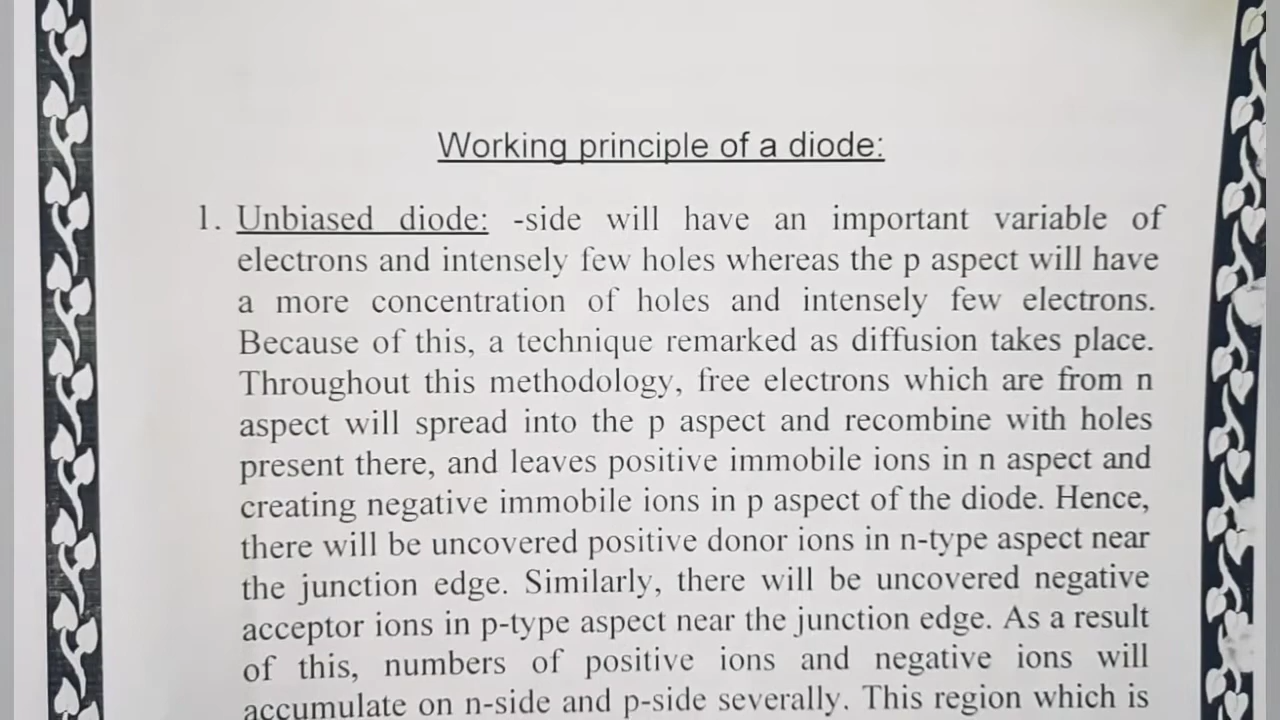 Working principle of a diode:
1. Unbiased diode: -side will have an important variable of
electrons and intensely few holes whereas the p aspect will have
a more concentration of holes and intensely few electrons.
Because of this, a technique remarked as diffusion takes place.
Throughout this methodology, free electrons which are from n
aspect will spread into the p aspect and recombine with holes
present there, and leaves positive immobile ions in n aspect and
creating negative immobile ions in p aspect of the diode. Hence,
there will be uncovered positive donor ions in n-type aspect near
the junction edge. Similarly, there will be uncovered negative
acceptor ions in p-type aspect near the junction edge. As a result
of this, numbers of positive ions and negative ions will
accumulate on n-side and p-side severally. This region which is